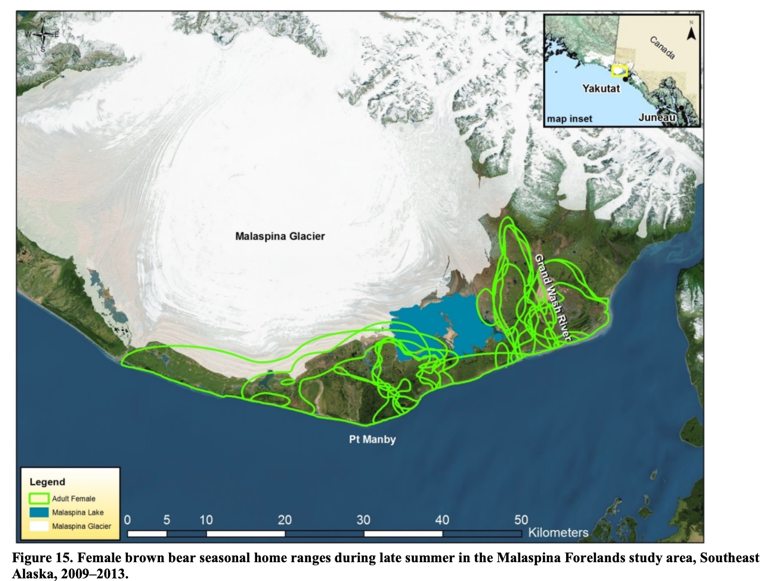 N
W E
S
N
Canada
Yakutat
Juneau
map inset
Malaspina Glacier
Grand Wash River
Pt Manby
Legend
Adult Female
Malaspina Lake
Malaspina Glacier
0 5 10 20 30 40 50
Kilometers
Figure 15. Female brown bear seasonal home ranges during late summer in the Malaspina Forelands study area, Southeast
Alaska, 2009–2013.